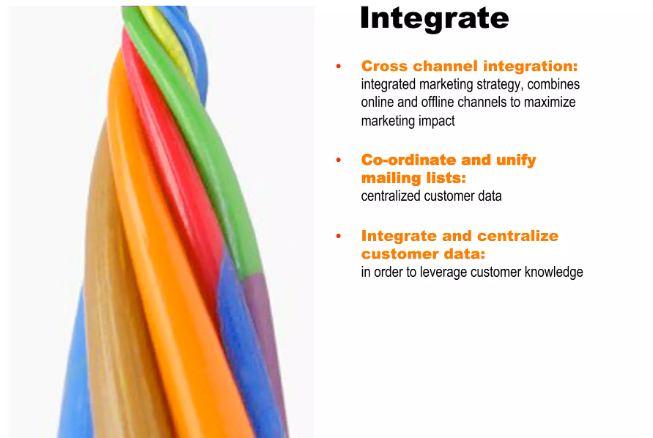 Integrate
• Cross channel integration:
integrated marketing strategy, combines
online and offline channels to maximize
marketing impact
• Co-ordinate and unify
mailing lists:
centralized customer data
• Integrate and centralize
customer data:
in order to leverage customer knowledge